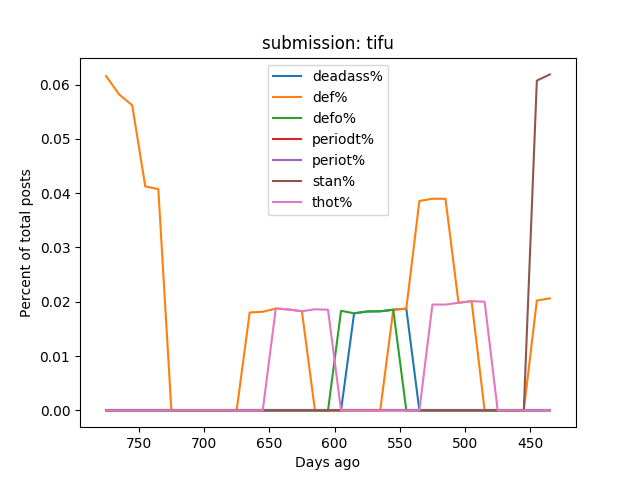 submission: tifu
deadass%
def%
defo%
periodt%
periot%
stan%
thot%
Percent of total posts
0.06
0.05
0.04
0.03
0.02
0.01
0.00
750 700 650 600 550 500 450
Days ago